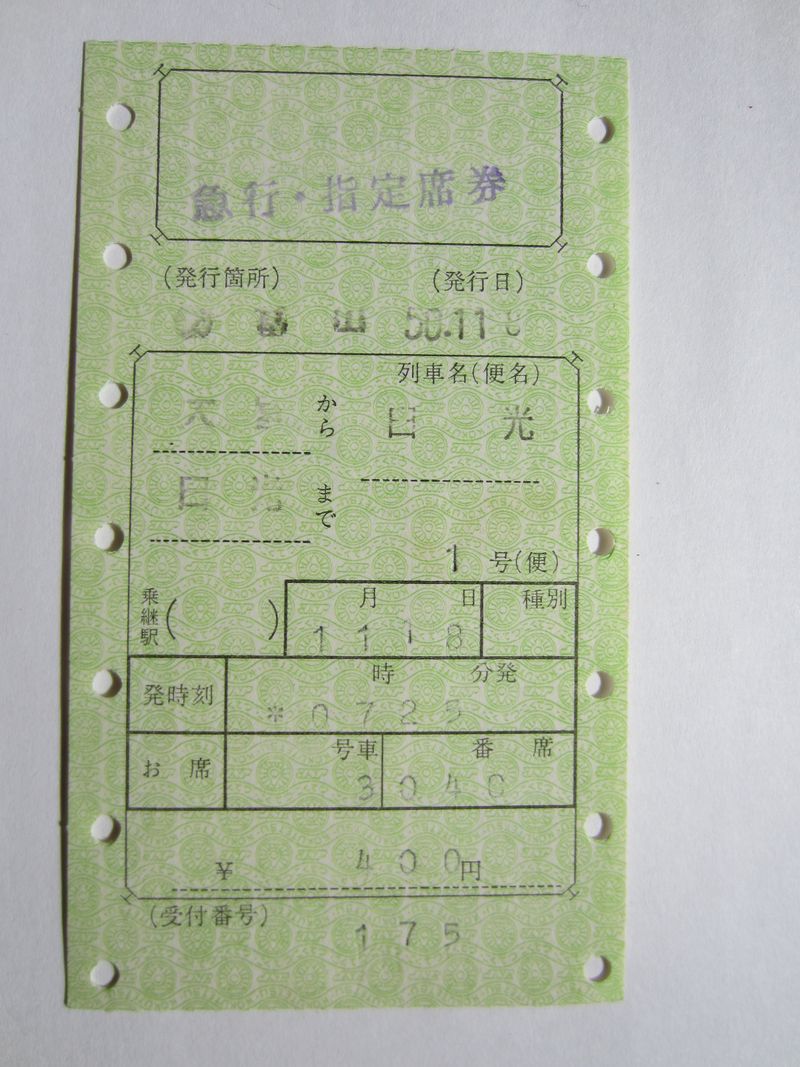 急行・指定席券
(発行箇所) (発行日)
山 .11
列車名(便名)
から 日 光
日 光 まで
1 号(便)
乗継駅( ) 月 日 種別
1 1 1 8
時 分発
発時刻 *0 7 2 5
号車 番 席
お 席 3 0 4
¥ 4 0 0 円
(受付番号)
1 7 5